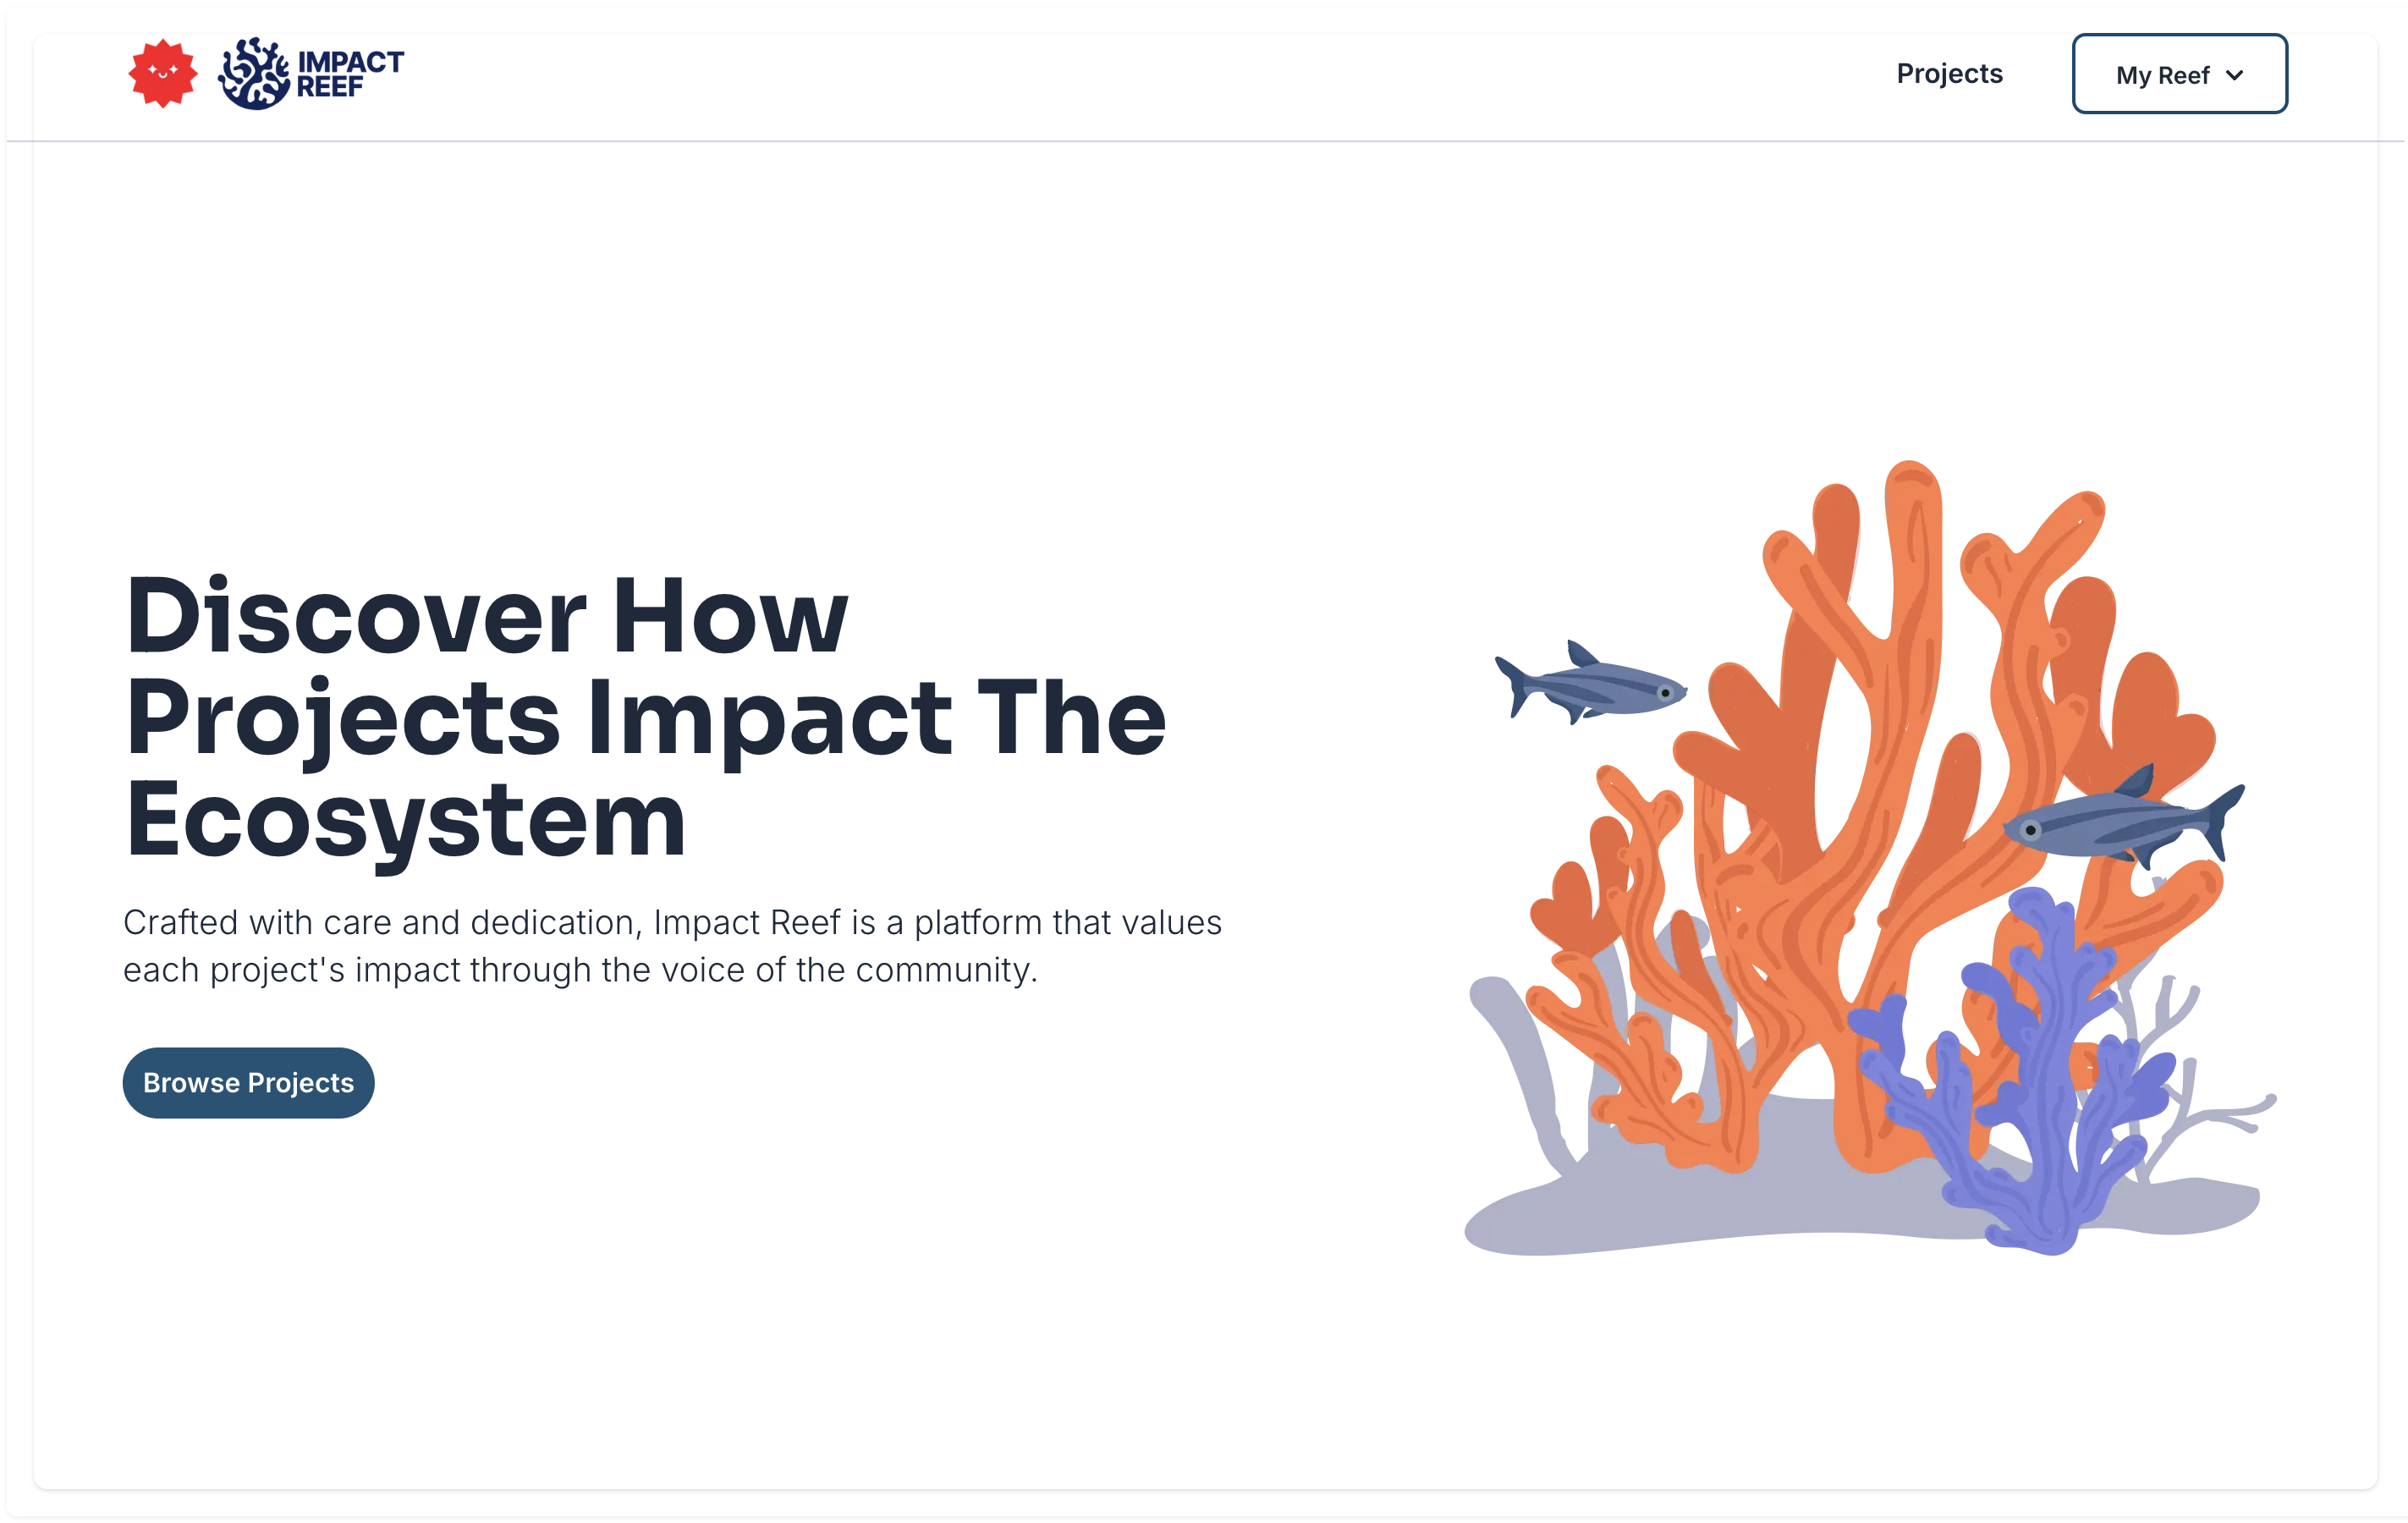 IMPACT
REEF
Projects
My Reef
Discover How
Projects Impact The
Ecosystem
Crafted with care and dedication, Impact Reef is a platform that values
each project's impact through the voice of the community.
Browse Projects